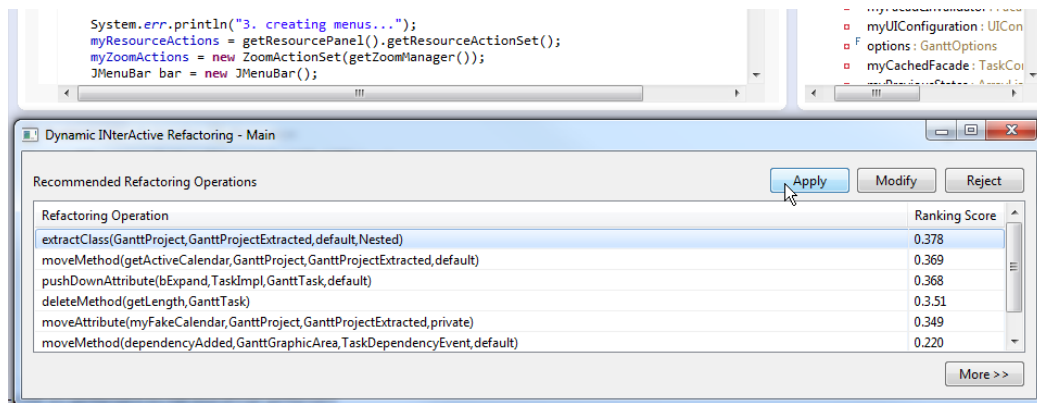 System.err.println("3. creating menus...");
myResourceActions = getResourcePanel().getResourceActionSet();
myZoomActions = new ZoomActionSet(getZoomManager());
JMenuBar bar = new JMenuBar();
myUIConfiguration : UICon
F options : GanttOptions
myCachedFacade : TaskCon
Dynamic INterActive Refactoring - Main
Recommended Refactoring Operations
Apply Modify Reject
Refactoring Operation Ranking Score
extractClass(GanttProject,GanttProjectExtracted,default,Nested) 0.378
moveMethod(getActiveCalendar,GanttProject,GanttProjectExtracted,default) 0.369
pushDownAttribute(bExpand,TaskImpl,GanttTask,default) 0.368
deleteMethod(getLength,GanttTask) 0.3.51
moveAttribute(myFakeCalendar,GanttProject,GanttProjectExtracted,private) 0.349
moveMethod(dependencyAdded,GanttGraphicArea,TaskDependencyEvent,default) 0.220
More >>